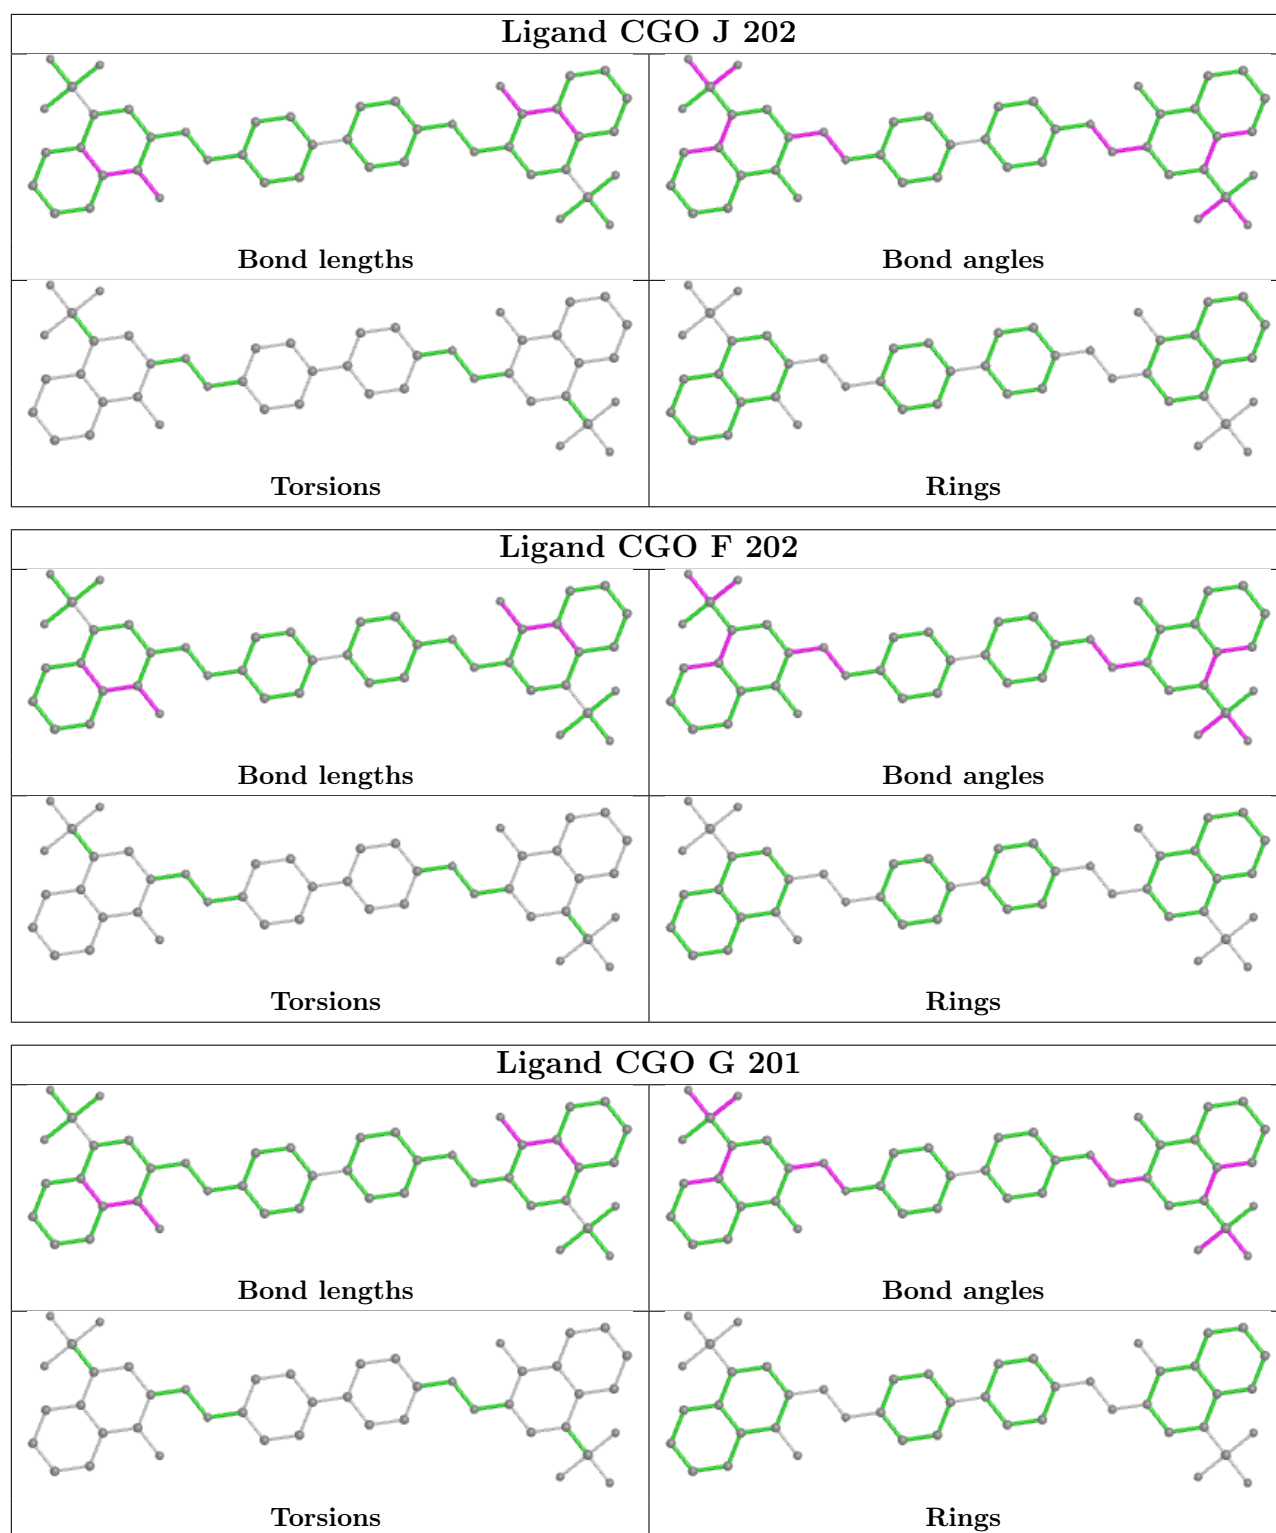 Ligand CGO J 202
Bond lengths
Bond angles
Torsions
Rings
Ligand CGO F 202
Bond lengths
Bond angles
Torsions
Rings
Ligand CGO G 201
Bond lengths
Bond angles
Torsions
Rings